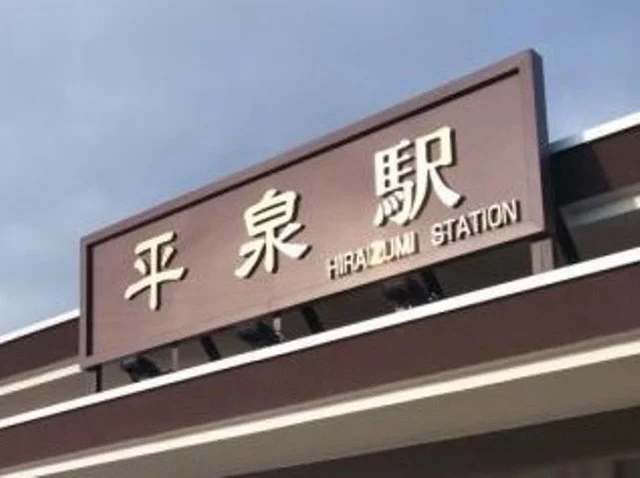 平泉駅
HIRAIZUMI STATION